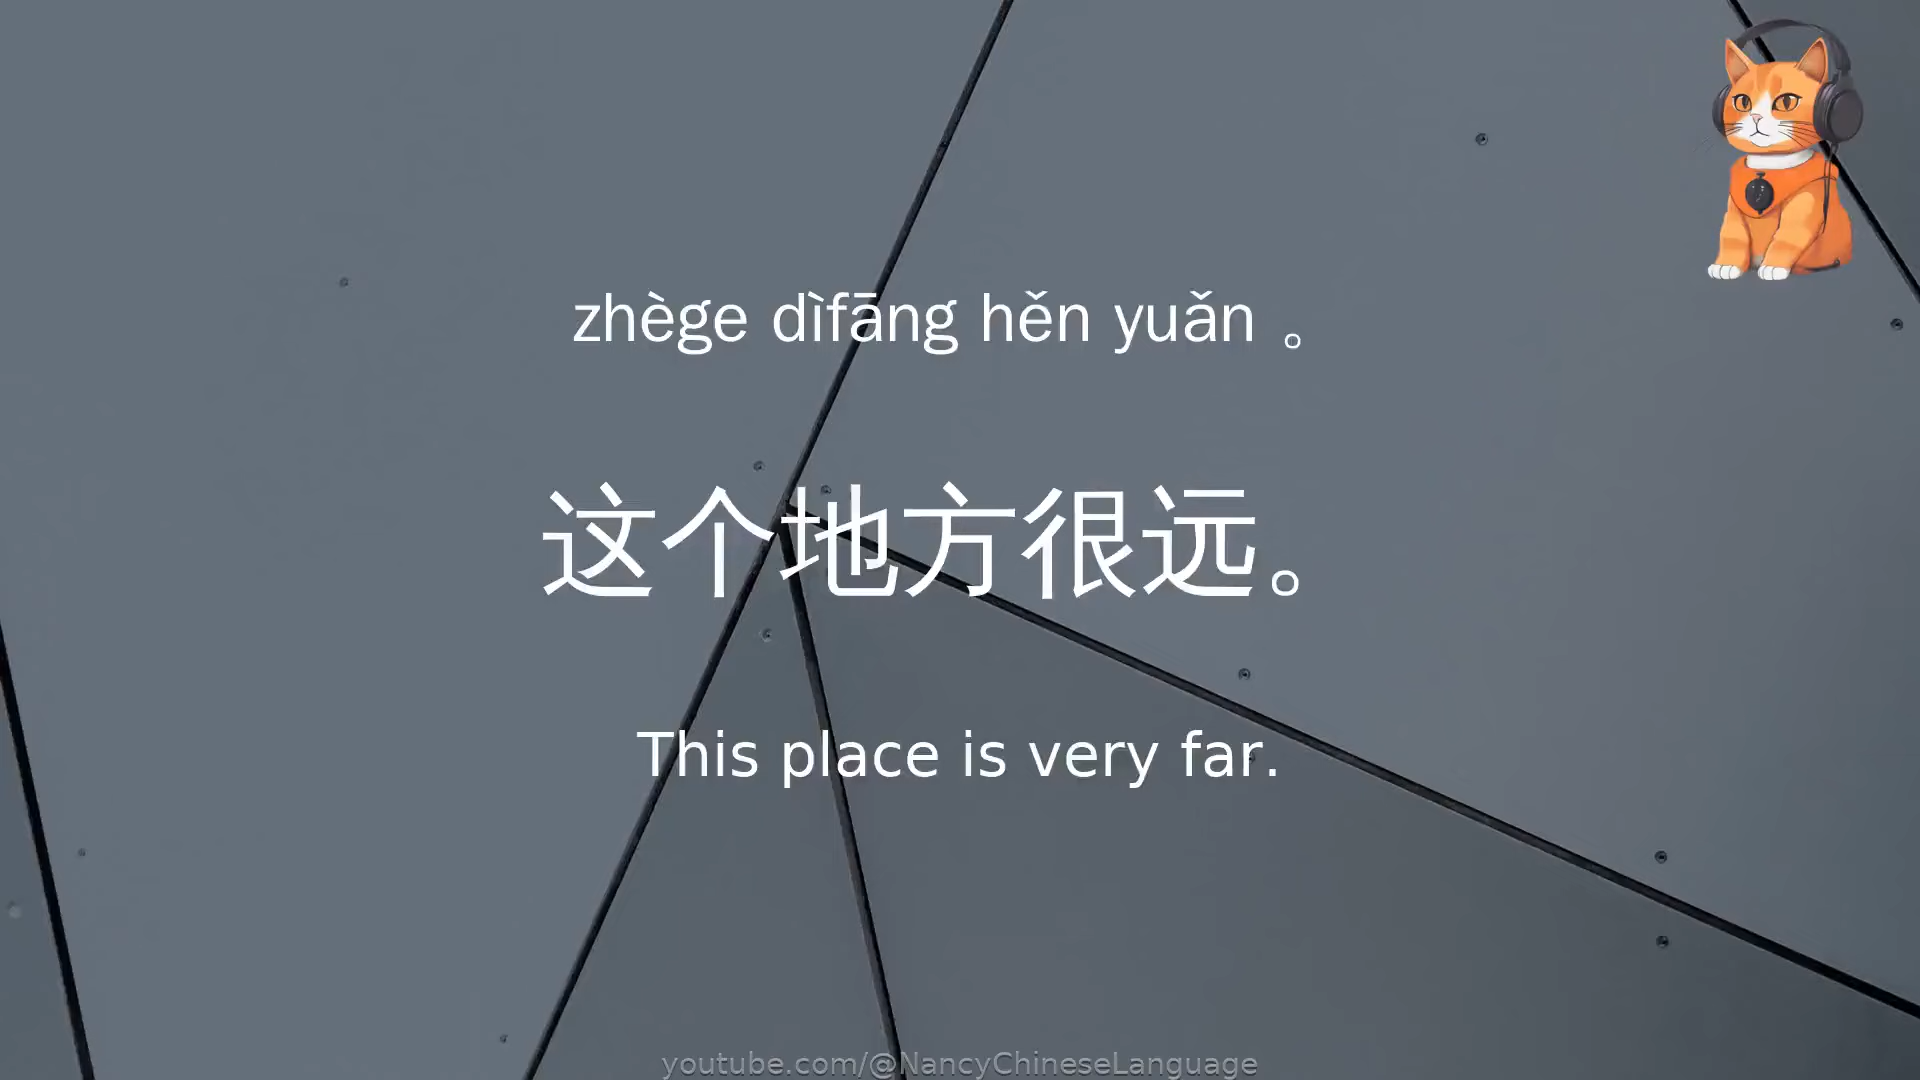 zhège dìfāng hěn yuǎn 。
这个地方很远。
This place is very far.
youtube.com/@NancyChineseLanguage